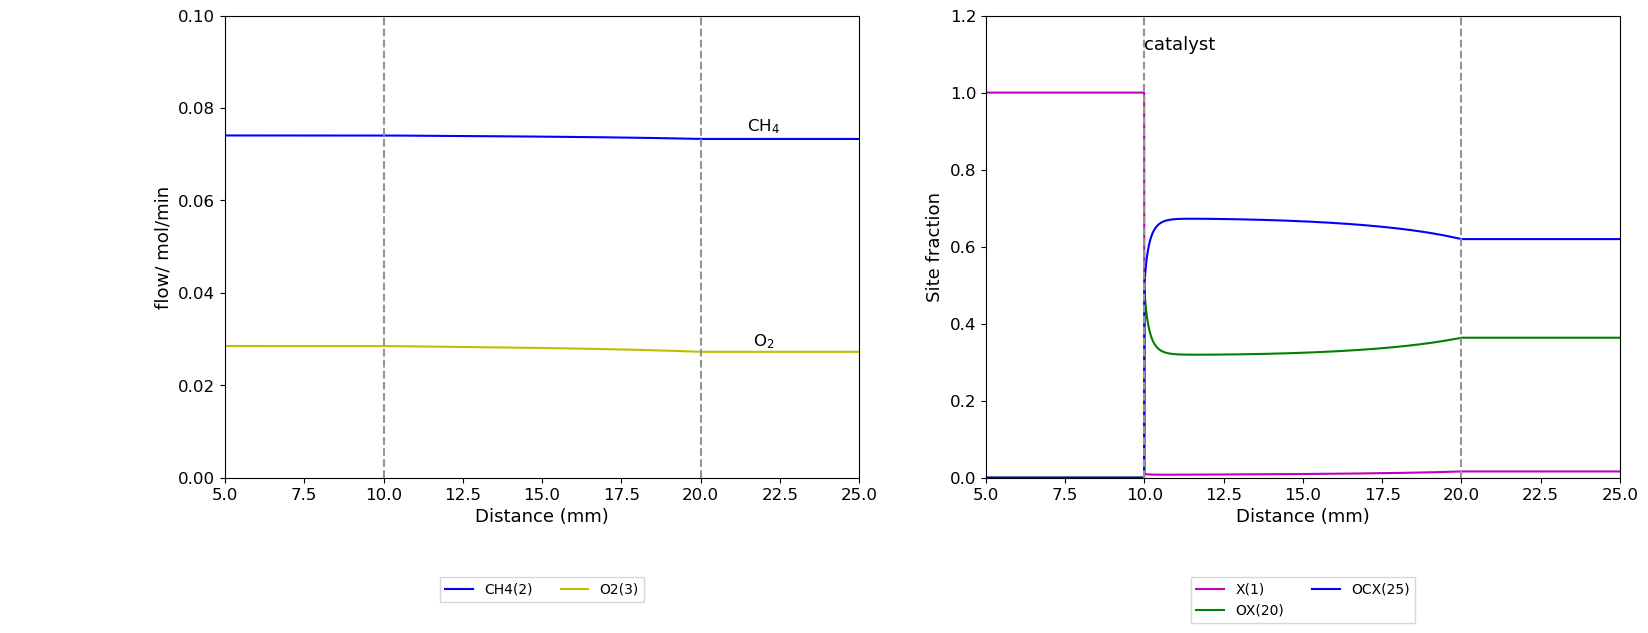 0.10
0.08
0.06
0.04
0.02
0.00
flow/ mol/min
CH4
O2
5.0 7.5 10.0 12.5 15.0 17.5 20.0 22.5 25.0
Distance (mm)
CH4(2) O2(3)
1.2
1.0
0.8
0.6
0.4
0.2
0.0
Site fraction
catalyst
5.0 7.5 10.0 12.5 15.0 17.5 20.0 22.5 25.0
Distance (mm)
X(1) OCX(25)
OX(20)